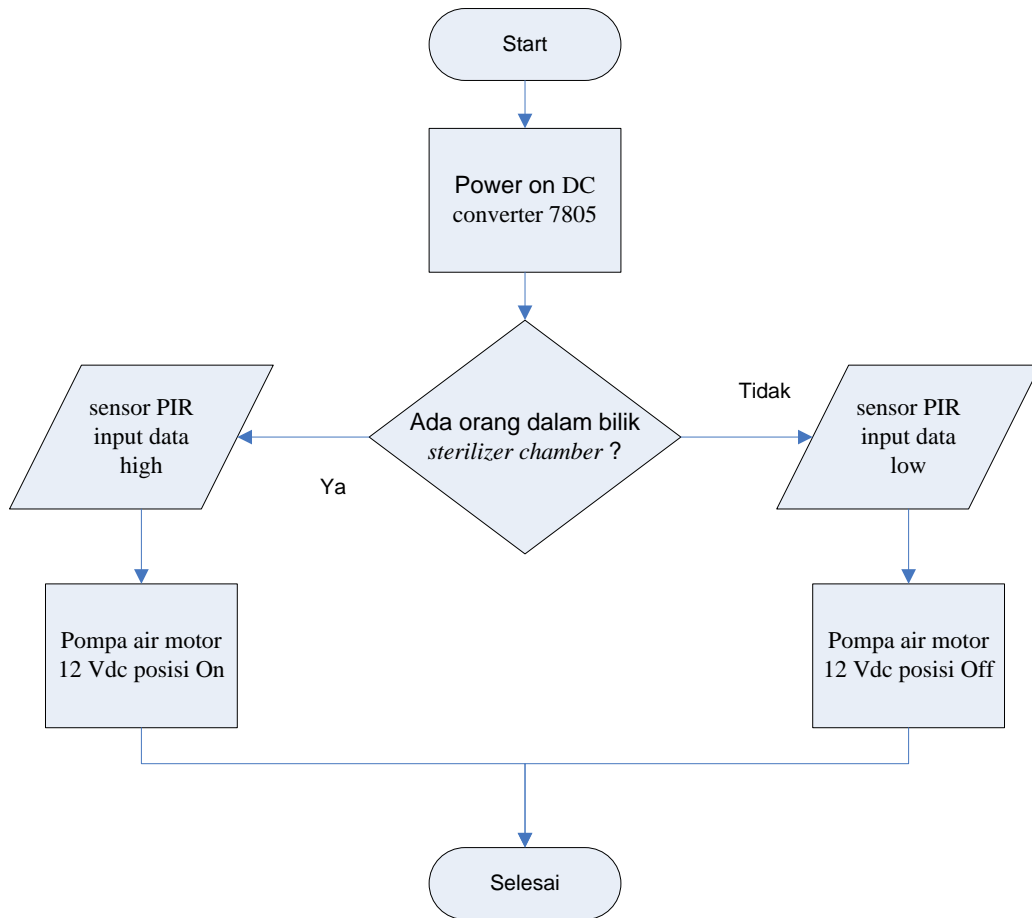 Start
Power on DC
converter 7805
Ada orang dalam bilik
sterilizer chamber ?
Ya
Tidak
sensor PIR
input data
high
sensor PIR
input data
low
Pompa air motor
12 Vdc posisi On
Pompa air motor
12 Vdc posisi Off
Selesai